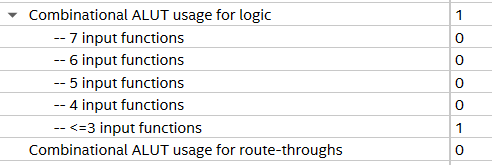 Combinational ALUT usage for logic 1
-- 7 input functions 0
-- 6 input functions 0
-- 5 input functions 0
-- 4 input functions 0
-- <=3 input functions 1
Combinational ALUT usage for route-throughs 0